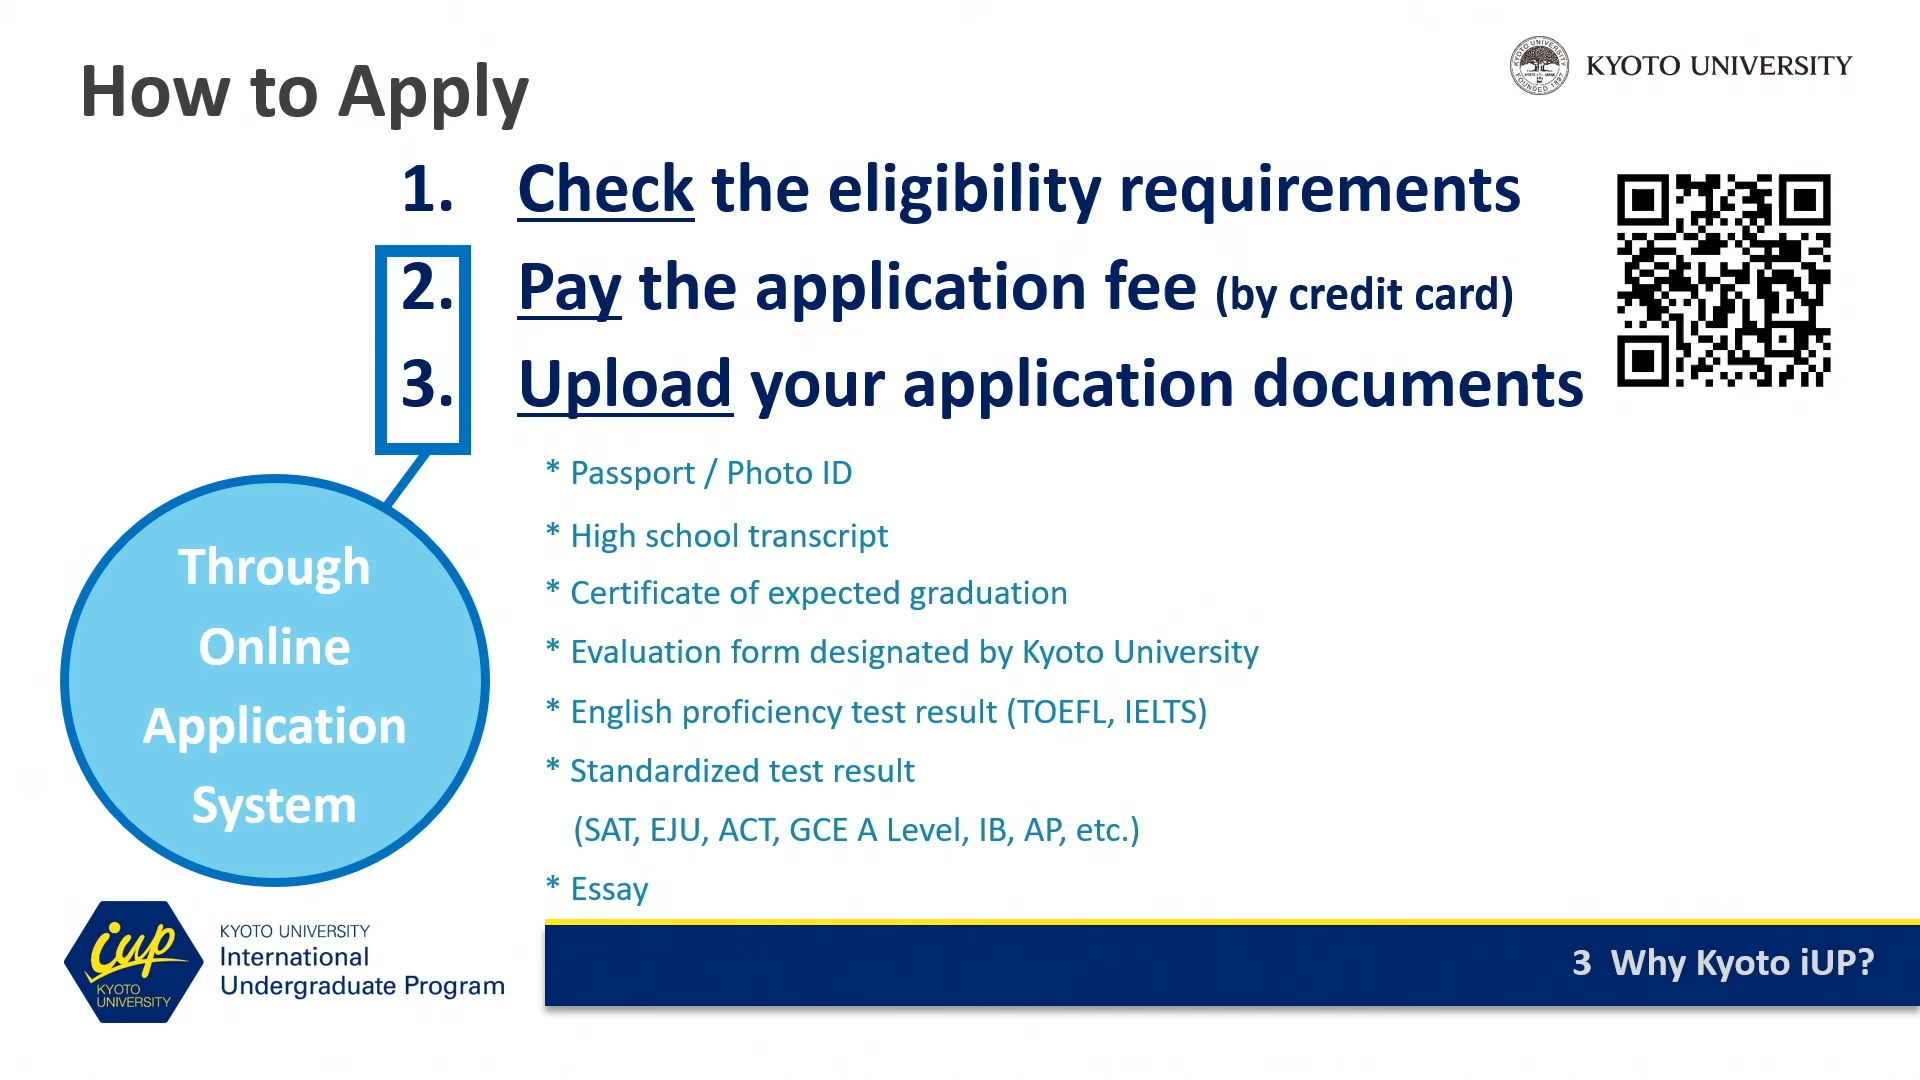 How to Apply
KYOTO UNIVERSITY
1. Check the eligibility requirements
2. Pay the application fee (by credit card)
3. Upload your application documents
* Passport / Photo ID
* High school transcript
* Certificate of expected graduation
* Evaluation form designated by Kyoto University
* English proficiency test result (TOEFL, IELTS)
* Standardized test result
(SAT, EJU, ACT, GCE A Level, IB, AP, etc.)
* Essay
Through
Online
Application
System
iup
KYOTO
UNIVERSITY
KYOTO UNIVERSITY
International
Undergraduate Program
3 Why Kyoto iUP?